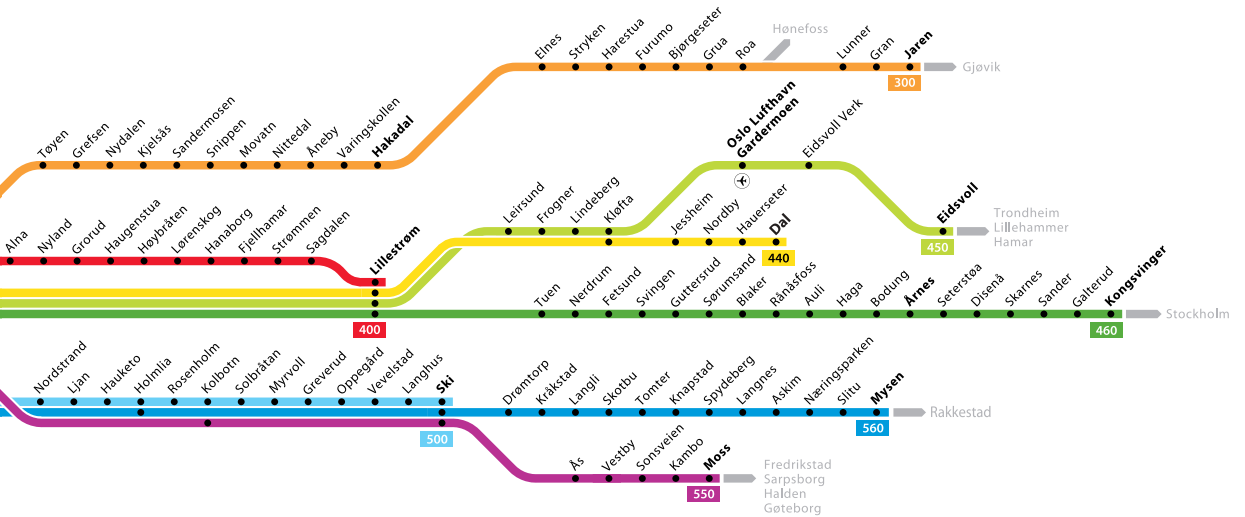 Hønefoss
Elnes
Stryken
Harestua
Furumo
Bjørgeseter
Grua
Roa
Lunner
Gran
Jaren
Gjøvik
300
Tøyen
Grefsen
Nydalen
Kjelsås
Sandermosen
Snippen
Movatn
Nittedal
Åneby
Varingskollen
Hakadal
Oslo Lufthavn
Gardermoen
Eidsvoll Verk
Eidsvoll
450
Trondheim
Lillehammer
Hamar
Leirsund
Frogner
Lindeberg
Kløfta
Jessheim
Nordby
Hauerseter
Dal
440
Alna
Nyland
Grorud
Haugenstua
Høybråten
Lørenskog
Hanaborg
Fjellhamar
Strømmen
Sagdalen
Lillestrøm
400
Tuen
Nerdrum
Fetsund
Svingen
Guttersrud
Sørumsand
Blaker
Rånåsfoss
Auli
Haga
Bodung
Årnes
Seterstøa
Disenå
Skarnes
Sander
Galterud
Kongsvinger
460
Stockholm
Nordstrand
Ljan
Hauketo
Holmlia
Rosenholm
Kolbotn
Solbråtan
Myrvoll
Greverud
Oppegård
Vevelstad
Langhus
Ski
500
Drømtorp
Kråkstad
Langli
Skotbu
Tomter
Knapstad
Spydeberg
Langnes
Askim
Næringsparken
Slitu
Mysen
560
Rakkestad
Ås
Vestby
Sonsveien
Kambo
Moss
550
Fredrikstad
Sarpsborg
Halden
Gøteborg